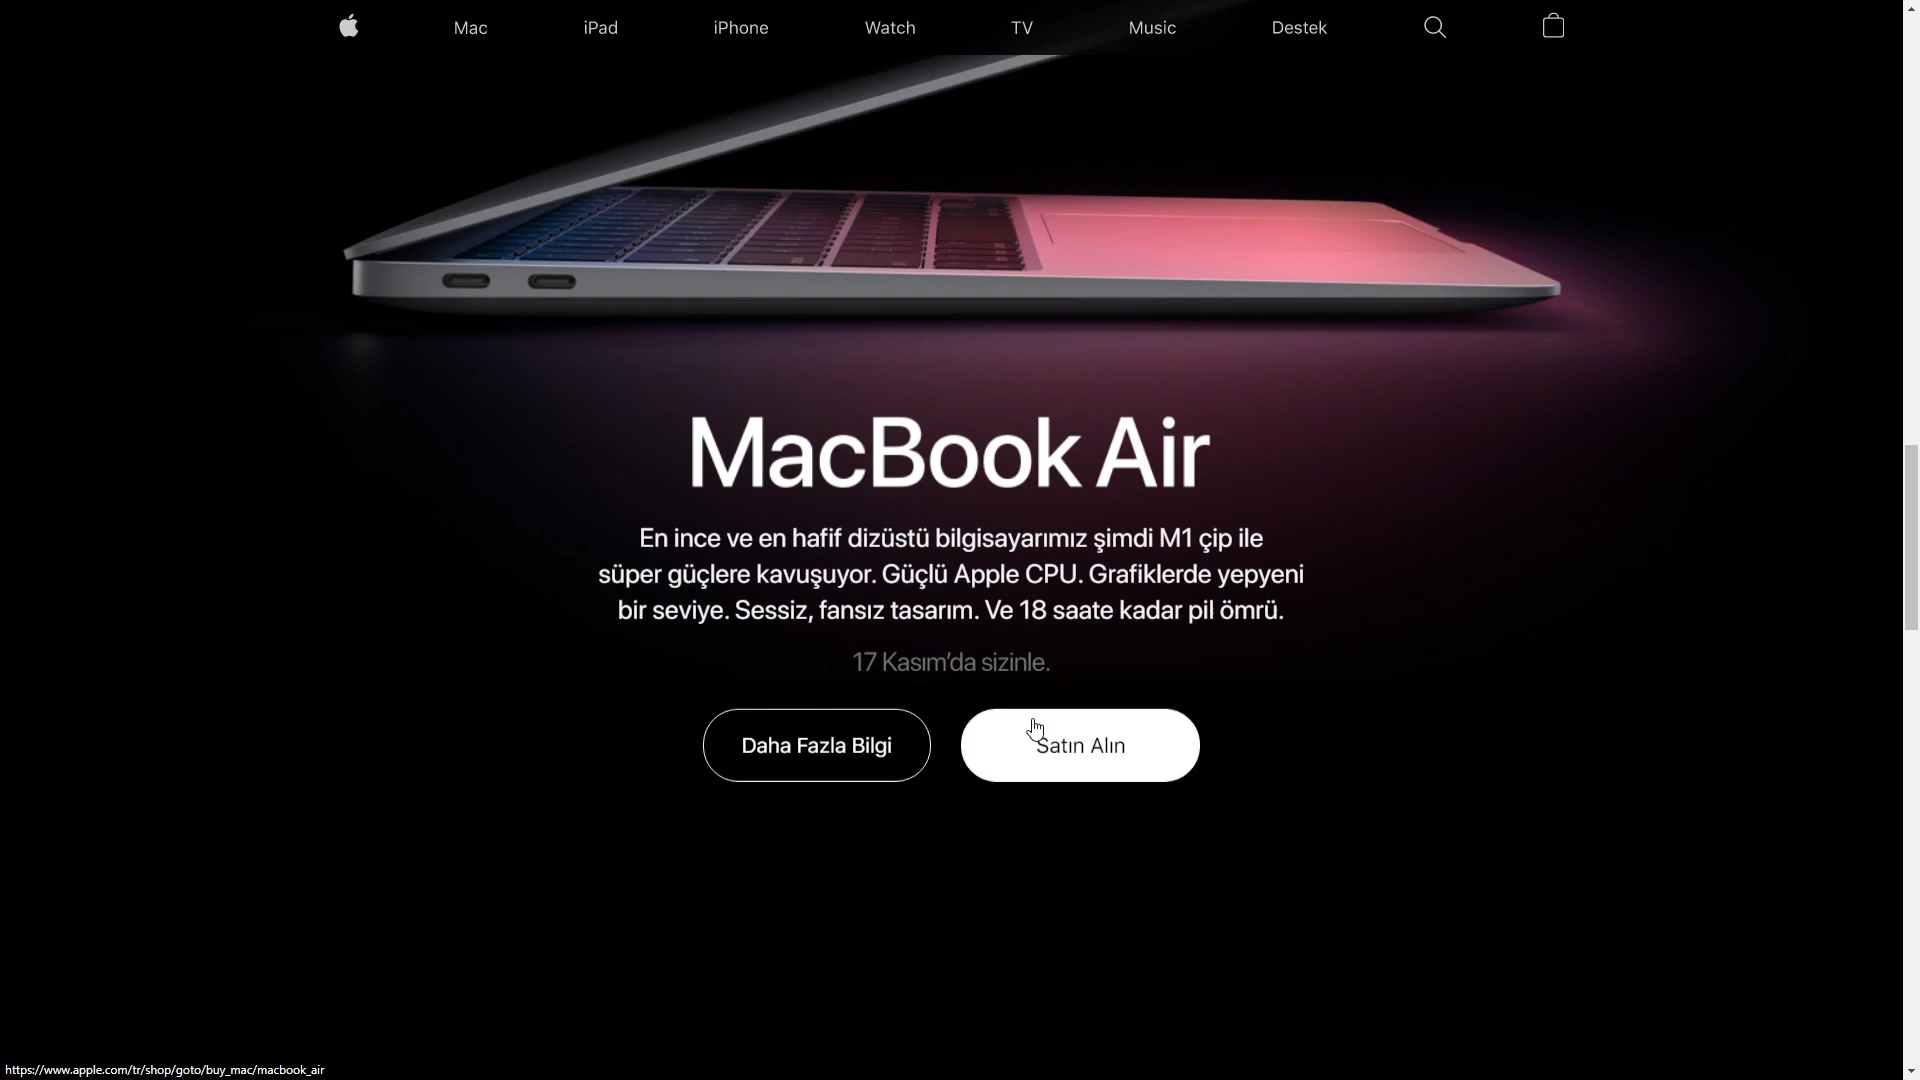 Mac iPad iPhone Watch TV Music Destek
MacBook Air
En ince ve en hafif dizüstü bilgisayarımız şimdi M1 çip ile
süper güçlere kavuşuyor. Güçlü Apple CPU. Grafiklerde yepyeni
bir seviye. Sessiz, fansız tasarım. Ve 18 saate kadar pil ömrü.
17 Kasım’da sizinle.
Daha Fazla Bilgi Satın Alın
https://www.apple.com/tr/shop/goto/buy_mac/macbook_air